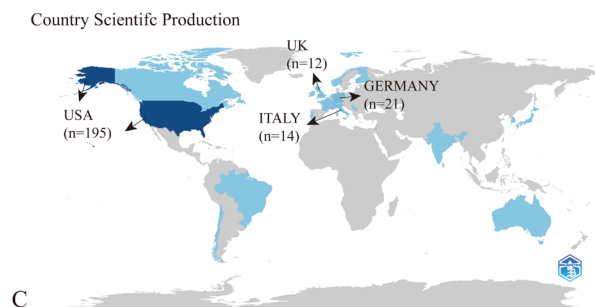 Country Scientifc Production
UK
(n=12)
GERMANY
(n=21)
USA
(n=195)
ITALY
(n=14)
C